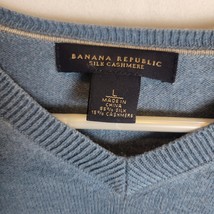 BANANA REPUBLIC
SILK CASHMERE
L
MADE IN
CHINA
85% SILK
15% CASHMERE